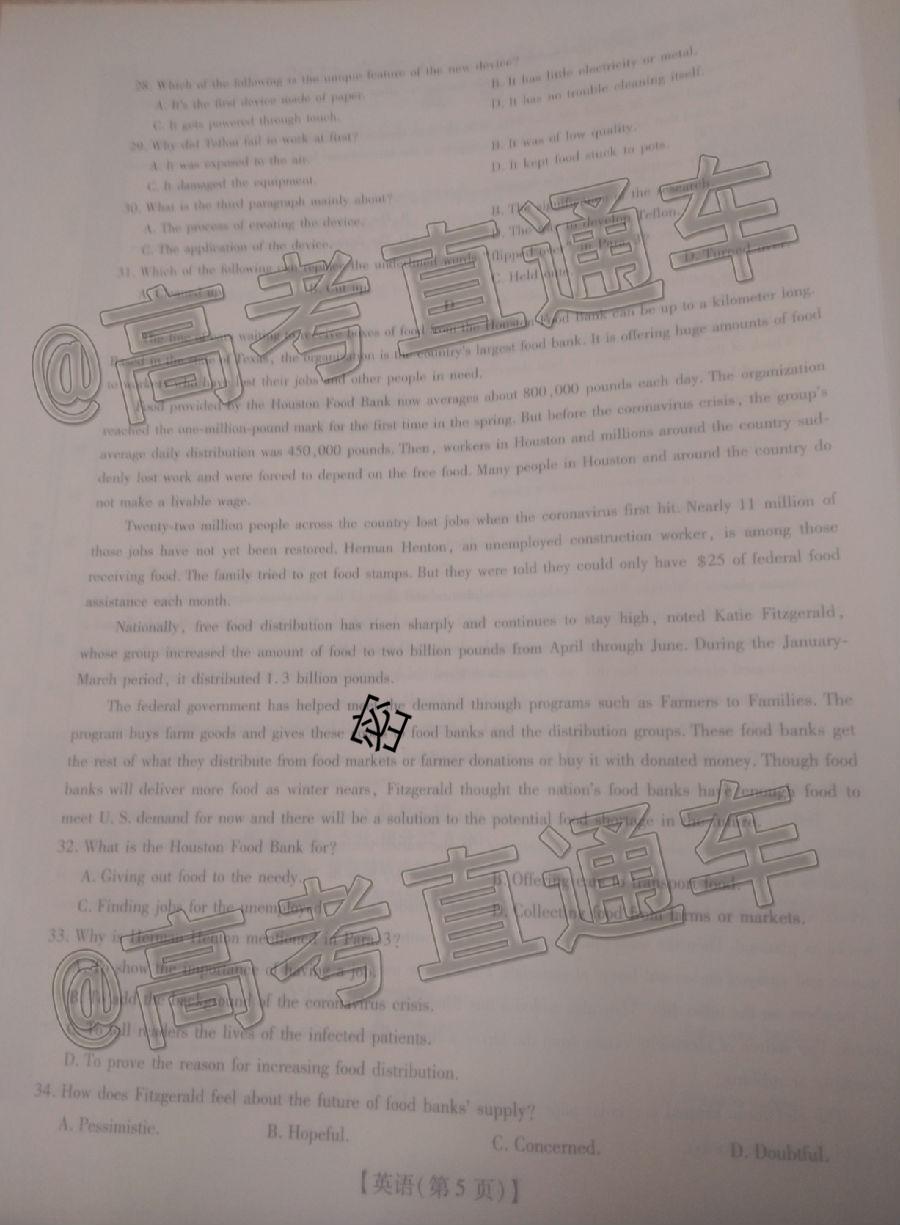 28. Which of the following is the unique feature of the new device?
A. It's the first device made of paper.
B. It has little electricity or metal.
C. It gets powered through touch.
D. It has no trouble cleaning itself.
29. Why did Teflon fail to work at first?
A. It was exposed to the air.
B. It was of low quality.
C. It damaged the equipment.
D. It kept food stuck to pots.
30. What is the third paragraph mainly about?
A. The process of creating the device.
B. The significance of the research.
C. The application of the device.
D. The way to develop Teflon.
31. Which of the following can replace the underlined words "flipped over" in Para.
A. Cleaned up.
B. Cut up.
C. Held out.
D. Turned over.
D
The line of cars waiting to receive boxes of food from the Houston Food Bank can be up to a kilometer long.
Based in the state of Texas, the organization is the country's largest food bank. It is offering huge amounts of food
to workers who have lost their jobs and other people in need.
Food provided by the Houston Food Bank now averages about 800,000 pounds each day. The organization
reached the one-million-pound mark for the first time in the spring. But before the coronavirus crisis, the group's
average daily distribution was 450,000 pounds. Then, workers in Houston and millions around the country sud-
denly lost work and were forced to depend on the free food. Many people in Houston and around the country do
not make a livable wage.
Twenty-two million people across the country lost jobs when the coronavirus first hit. Nearly 11 million of
those jobs have not yet been restored. Herman Henton, an unemployed construction worker, is among those
receiving food. The family tried to get food stamps. But they were told they could only have $25 of federal food
assistance each month.
Nationally, free food distribution has risen sharply and continues to stay high, noted Katie Fitzgerald,
whose group increased the amount of food to two billion pounds from April through June. During the January-
March period, it distributed 1.3 billion pounds.
The federal government has helped meet the demand through programs such as Farmers to Families. The
program buys farm goods and gives these food banks and the distribution groups. These food banks get
the rest of what they distribute from food markets or farmer donations or buy it with donated money. Though food
banks will deliver more food as winter nears, Fitzgerald thought the nation's food banks have enough food to
meet U.S. demand for now and there will be a solution to the potential food shortage in the future.
32. What is the Houston Food Bank for?
A. Giving out food to the needy.
B. Offering cars to transport food.
C. Finding jobs for the unemployed.
D. Collecting food from farms or markets.
33. Why is Herman Henton mentioned in Para. 3?
A. To show the importance of having a job.
B. To add the background of the coronavirus crisis.
C. To tell readers the lives of the infected patients.
D. To prove the reason for increasing food distribution.
34. How does Fitzgerald feel about the future of food banks' supply?
A. Pessimistic.
B. Hopeful.
C. Concerned.
D. Doubtful.
【英语(第5页)】
@高考直通车
@高考直通车
密